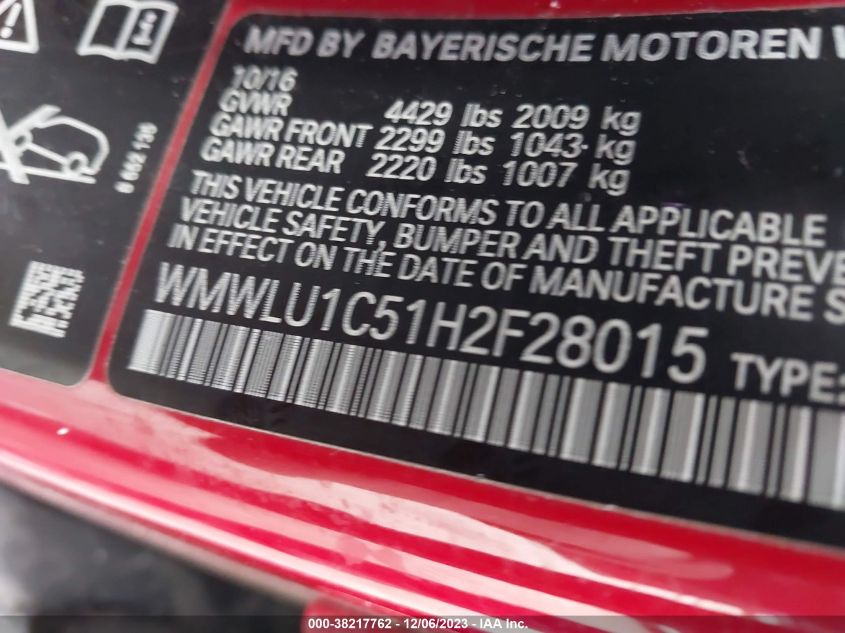 MFD BY BAYERISCHE MOTOREN W
10/16
GVWR 4429 lbs 2009 kg
GAWR FRONT 2299 lbs 1043 kg
GAWR REAR 2220 lbs 1007 kg
THIS VEHICLE CONFORMS TO ALL APPLICABLE
VEHICLE SAFETY, BUMPER AND THEFT PREVE
IN EFFECT ON THE DATE OF MANUFACTURE S
WMWLU1C51H2F28015 TYPE:
000-38217762 - 12/06/2023 - IAA Inc.